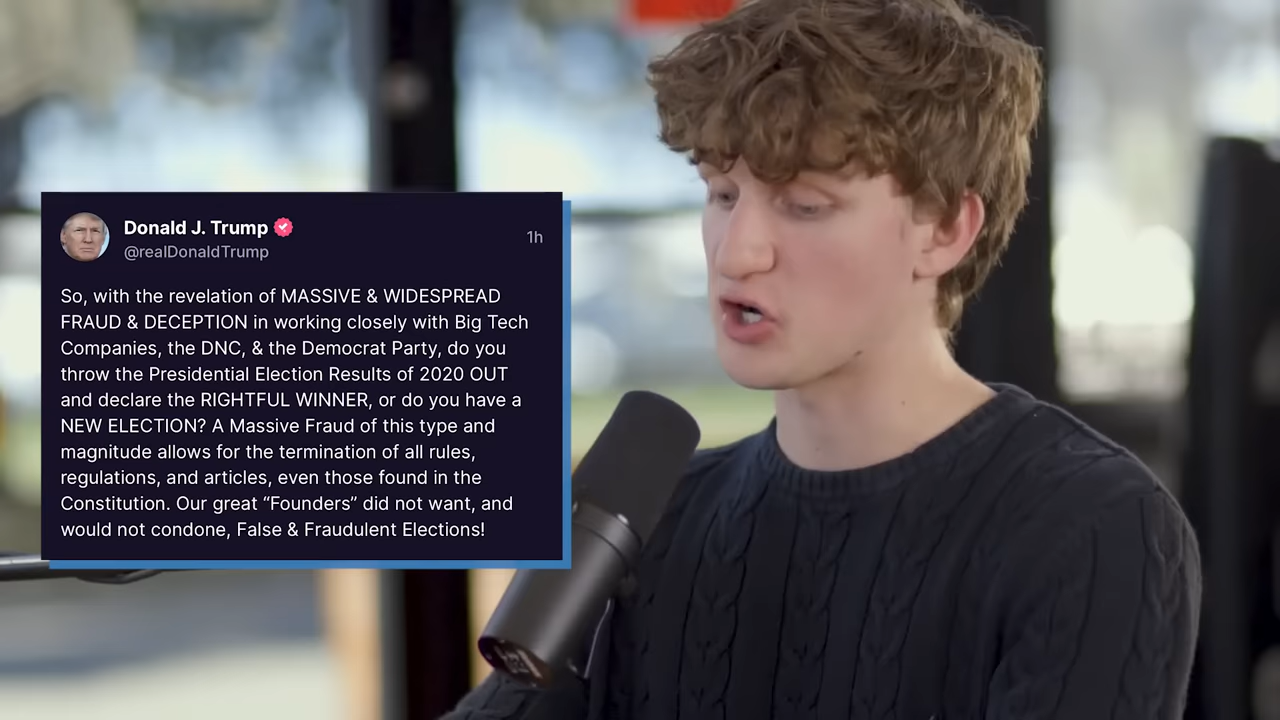 Donald J. Trump
@realDonaldTrump
1h
So, with the revelation of MASSIVE & WIDESPREAD
FRAUD & DECEPTION in working closely with Big Tech
Companies, the DNC, & the Democrat Party, do you
throw the Presidential Election Results of 2020 OUT
and declare the RIGHTFUL WINNER, or do you have a
NEW ELECTION? A Massive Fraud of this type and
magnitude allows for the termination of all rules,
regulations, and articles, even those found in the
Constitution. Our great “Founders” did not want, and
would not condone, False & Fraudulent Elections!